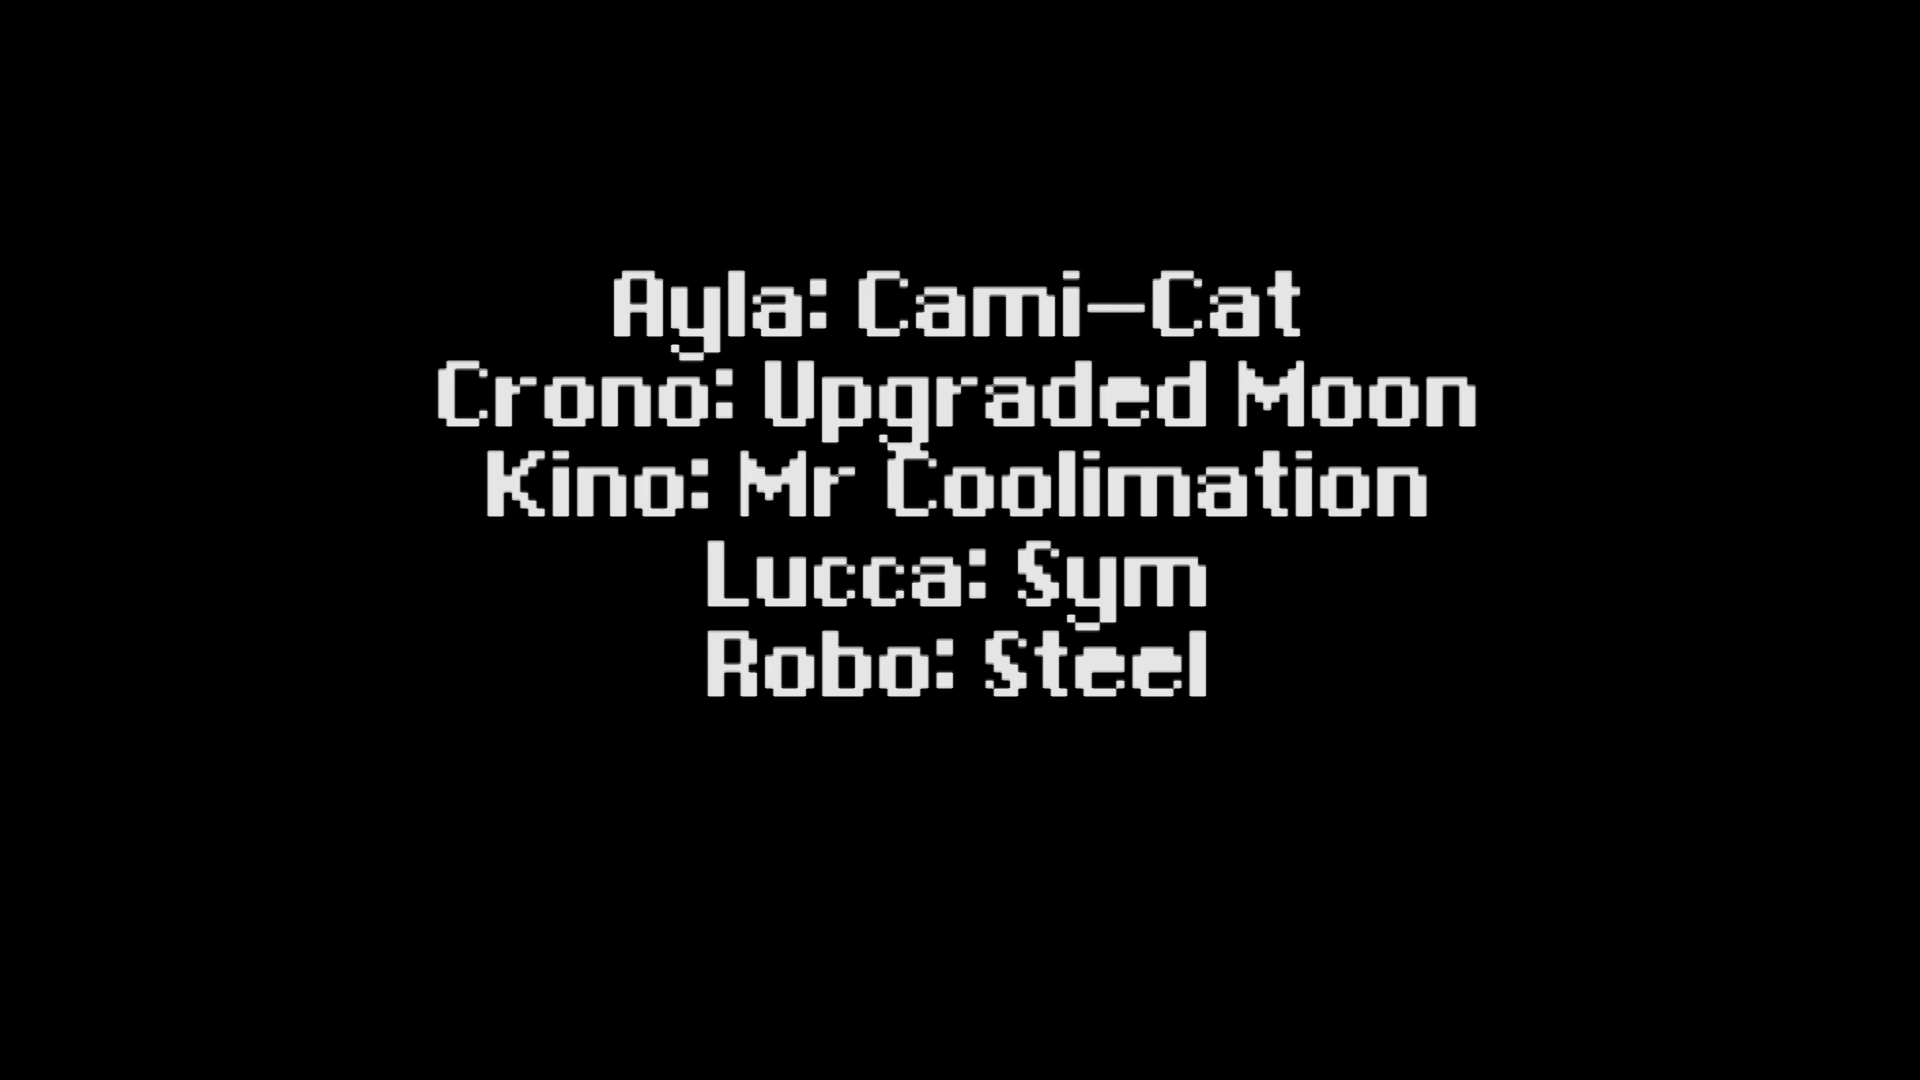 Ayla: Cami-Cat
Crono: Upgraded Moon
Kino: Mr Coolimation
Lucca: Sym
Robo: Steel